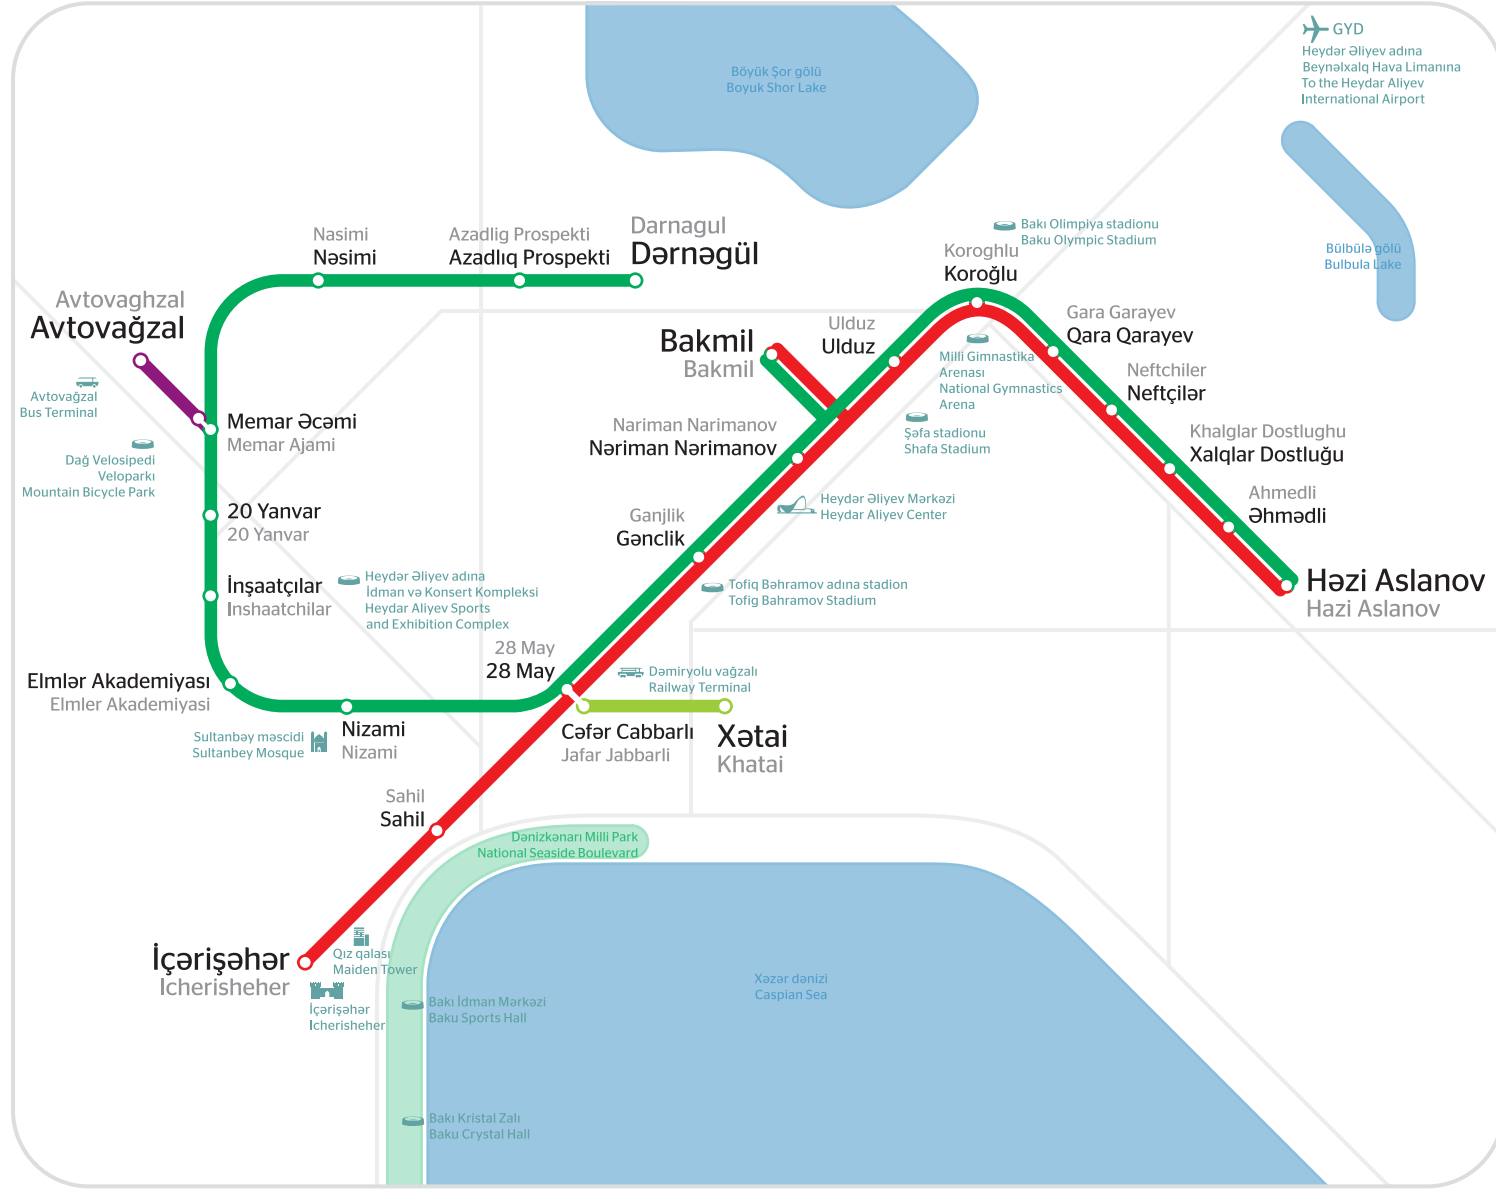 Böyük Şor gölü
Boyuk Shor Lake
GYD
Heydər Əliyev adına
Beynəlxalq Hava Limanına
To the Heydar Aliyev
International Airport
Bülbülə gölü
Bulbula Lake
Bakı Olimpiya stadionu
Baku Olympic Stadium
Koroghlu
Koroğlu
Nasimi
Nəsimi
Azadlig Prospekti
Azadlıq Prospekti
Darnagul
Dərnəgül
Avtovaghzal
Avtovağzal
Avtovağzal
Bus Terminal
Memar Əcəmi
Memar Ajami
Dağ Velosipedi
Veloparkı
Mountain Bicycle Park
20 Yanvar
20 Yanvar
İnşaatçılar
Inshaatchilar
Heydər Əliyev adına
İdman və Konsert Kompleksi
Heydar Aliyev Sports
and Exhibition Complex
Elmlər Akademiyası
Elmler Akademiyasi
Sultanbəy məscidi
Sultanbey Mosque
Nizami
Nizami
28 May
28 May
Dəmiryolu vağzalı
Railway Terminal
Cəfər Cabbarlı
Jafar Jabbarli
Xətai
Khatai
Ganjlik
Gənclik
Tofiq Bəhramov adına stadion
Tofig Bahramov Stadium
Nariman Narimanov
Nəriman Nərimanov
Heydər Əliyev Mərkəzi
Heydar Aliyev Center
Bakmil
Bakmil
Ulduz
Ulduz
Milli Gimnastika
Arenası
National Gymnastics
Arena
Şəfa stadionu
Shafa Stadium
Gara Garayev
Qara Qarayev
Neftchiler
Neftçilər
Khalglar Dostlughu
Xalqlar Dostluğu
Ahmedli
Əhmədli
Həzi Aslanov
Hazi Aslanov
Sahil
Sahil
Dənizkənarı Milli Park
National Seaside Boulevard
İçərişəhər
Icherisheher
Qız qalası
Maiden Tower
İçərişəhər
Icherisheher
Bakı İdman Mərkəzi
Baku Sports Hall
Bakı Kristal Zalı
Baku Crystal Hall
Xəzər dənizi
Caspian Sea